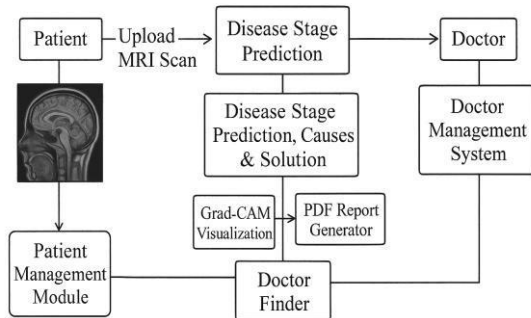 Patient
Upload
MRI Scan
Disease Stage
Prediction
Doctor
Disease Stage
Prediction, Causes
& Solution
Doctor
Management
System
Grad-CAM
Visualization
PDF Report
Generator
Patient
Management
Module
Doctor
Finder